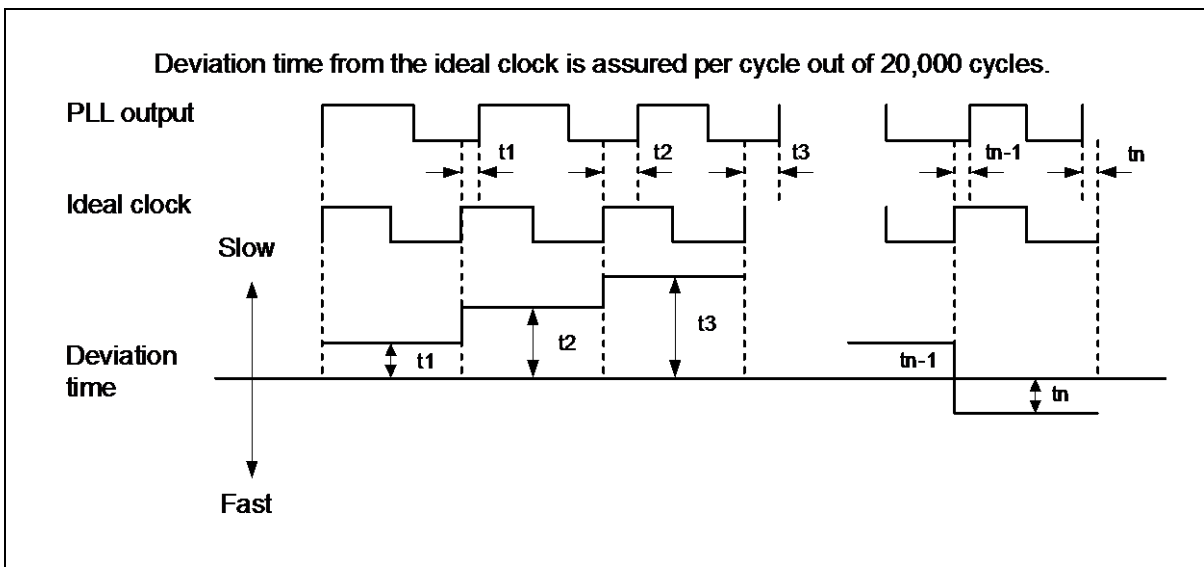 Deviation time from the ideal clock is assured per cycle out of 20,000 cycles.
PLL output
t1
t2
t3
tn-1
tn
Ideal clock
Slow
t1
t2
t3
Deviation
time
tn-1
tn
Fast